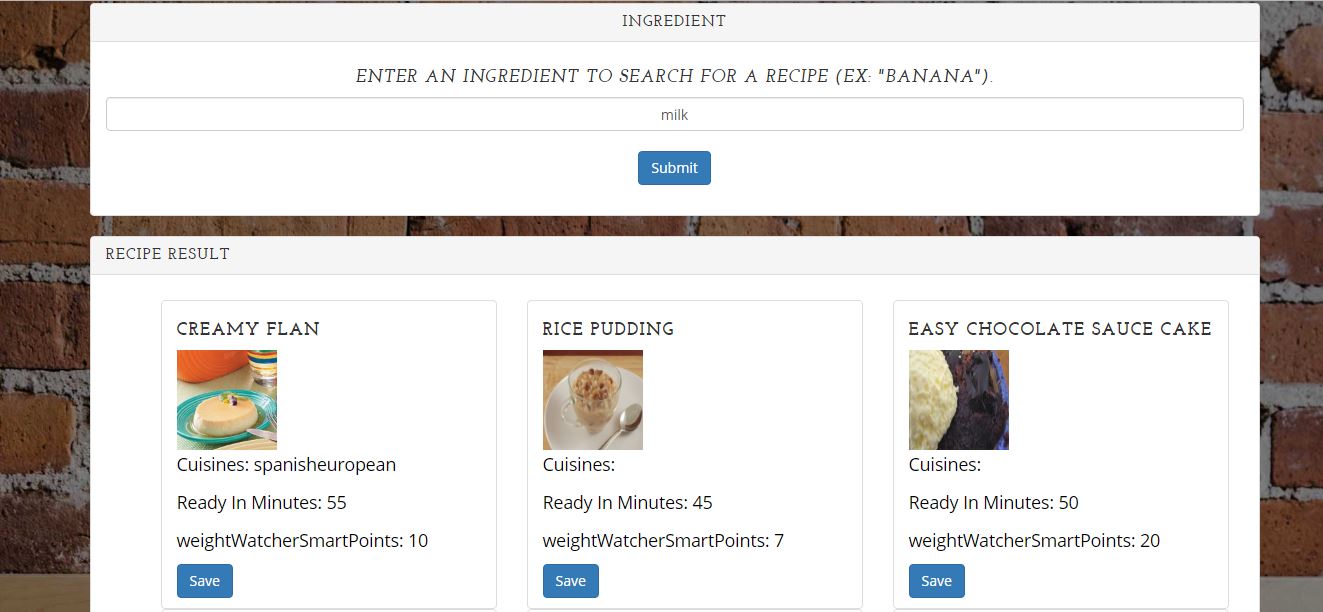 INGREDIENT
ENTER AN INGREDIENT TO SEARCH FOR A RECIPE (EX: "BANANA").
milk
Submit
RECIPE RESULT
CREAMY FLAN
Cuisines: spanisheuropean
Ready In Minutes: 55
weightWatcherSmartPoints: 10
Save
RICE PUDDING
Cuisines:
Ready In Minutes: 45
weightWatcherSmartPoints: 7
Save
EASY CHOCOLATE SAUCE CAKE
Cuisines:
Ready In Minutes: 50
weightWatcherSmartPoints: 20
Save